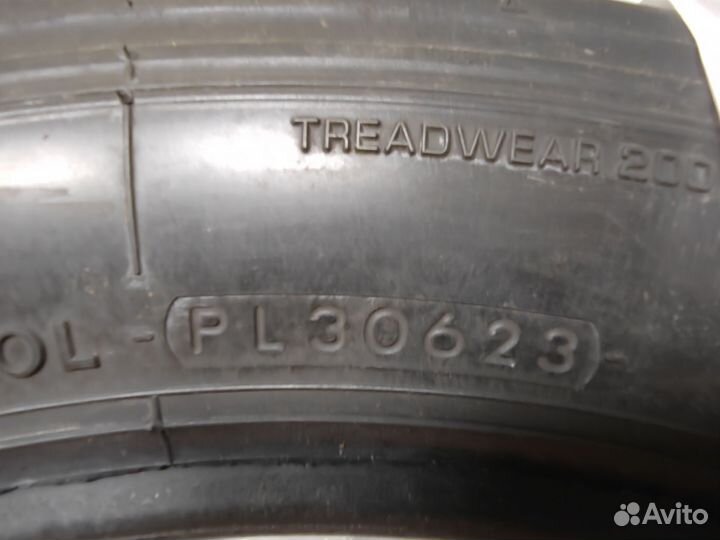 TREADWEAR 200
OL - PL30623 -
Avito